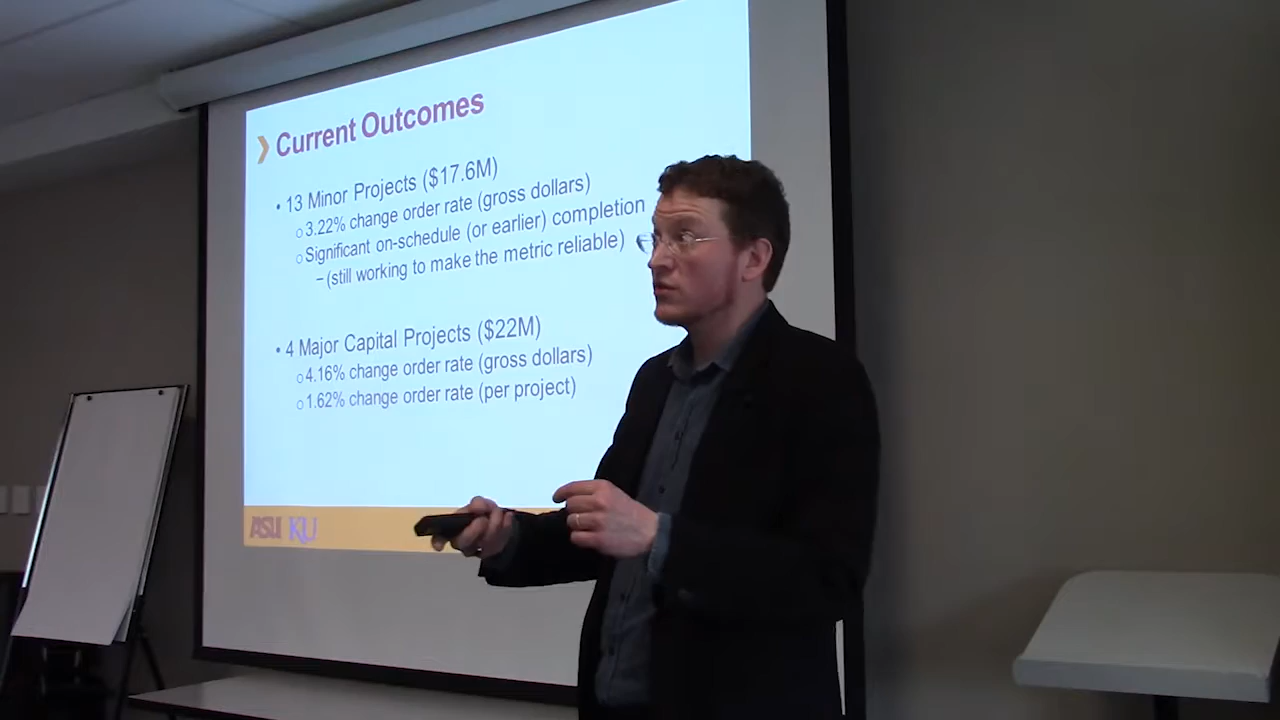 Current Outcomes
• 13 Minor Projects ($17.6M)
○ 3.22% change order rate (gross dollars)
○ Significant on-schedule (or earlier) completion
– (still working to make the metric reliable)
• 4 Major Capital Projects ($22M)
○ 4.16% change order rate (gross dollars)
○ 1.62% change order rate (per project)
ASU KU